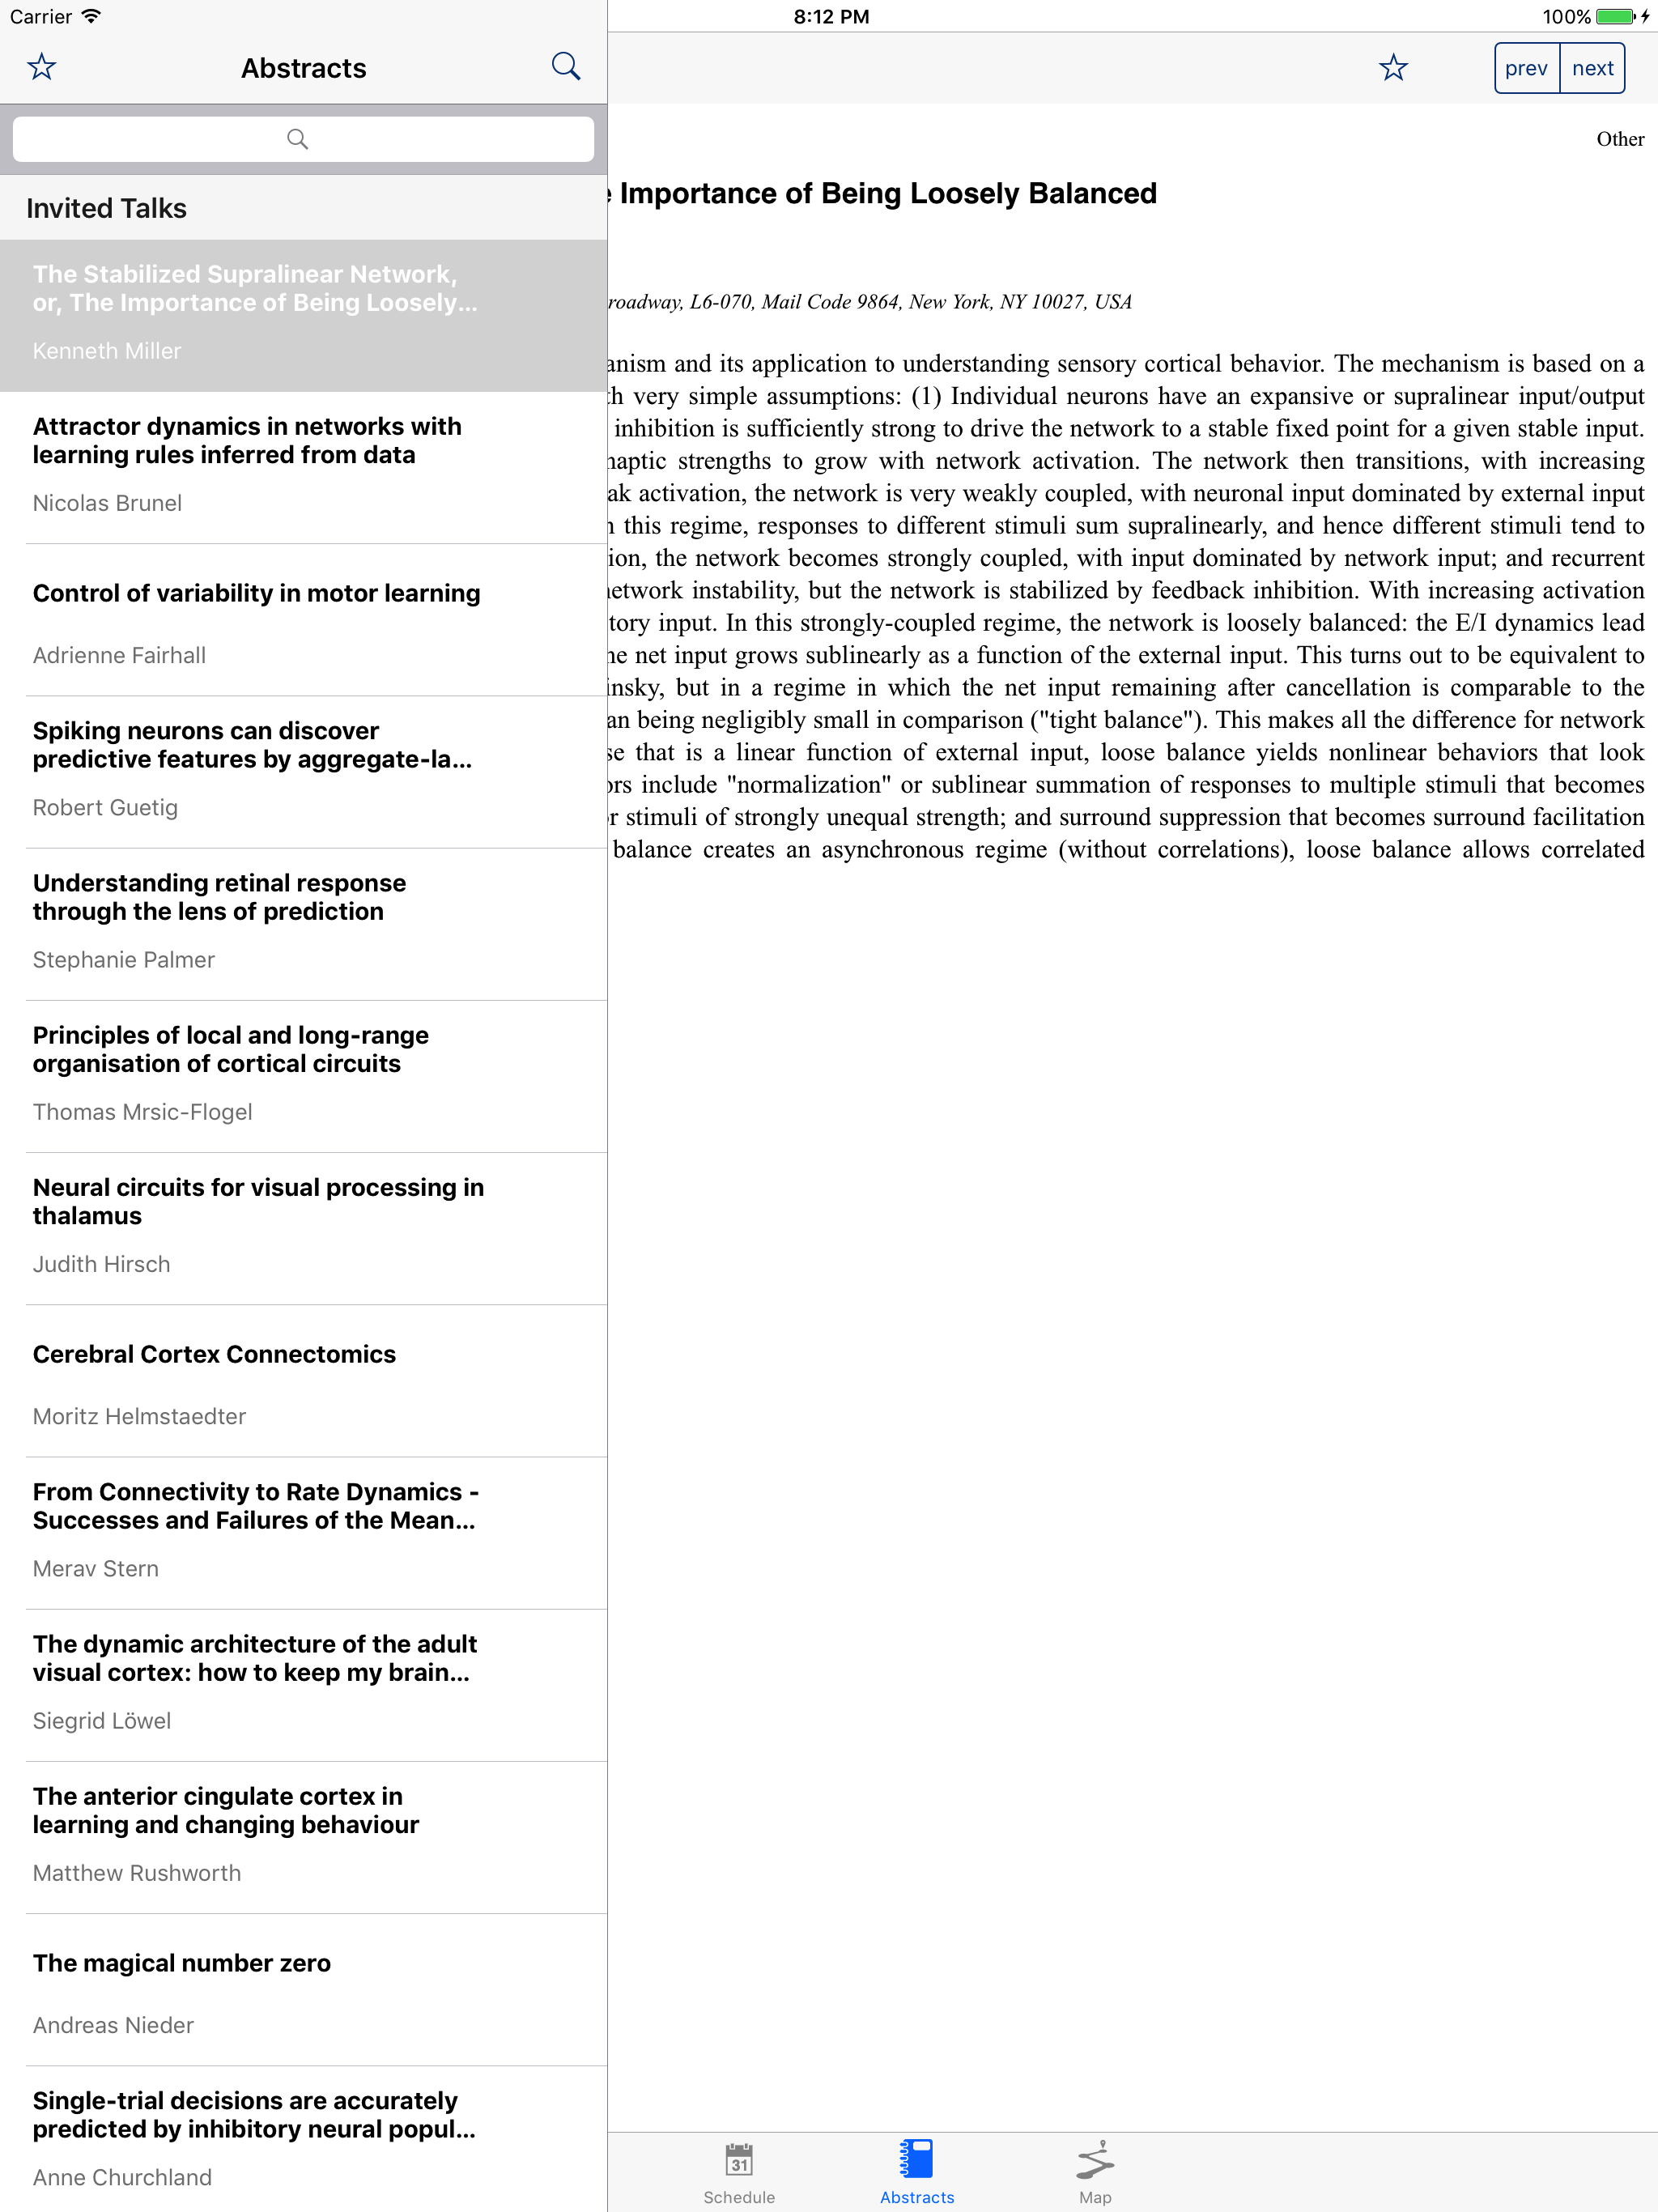 Carrier
8:12 PM
100%
Abstracts
prev
next
Invited Talks
The Stabilized Supralinear Network,
or, The Importance of Being Loosely...
Kenneth Miller
Attractor dynamics in networks with
learning rules inferred from data
Nicolas Brunel
Control of variability in motor learning
Adrienne Fairhall
Spiking neurons can discover
predictive features by aggregate-la...
Robert Guetig
Understanding retinal response
through the lens of prediction
Stephanie Palmer
Principles of local and long-range
organisation of cortical circuits
Thomas Mrsic-Flogel
Neural circuits for visual processing in
thalamus
Judith Hirsch
Cerebral Cortex Connectomics
Moritz Helmstaedter
From Connectivity to Rate Dynamics -
Successes and Failures of the Mean...
Merav Stern
The dynamic architecture of the adult
visual cortex: how to keep my brain...
Siegrid Löwel
The anterior cingulate cortex in
learning and changing behaviour
Matthew Rushworth
The magical number zero
Andreas Nieder
Single-trial decisions are accurately
predicted by inhibitory neural popul...
Anne Churchland
Other
Importance of Being Loosely Balanced
roadway, L6-070, Mail Code 9864, New York, NY 10027, USA
anism and its application to understanding sensory cortical behavior. The mechanism is based on a
th very simple assumptions: (1) Individual neurons have an expansive or supralinear input/output
inhibition is sufficiently strong to drive the network to a stable fixed point for a given stable input.
naptic strengths to grow with network activation. The network then transitions, with increasing
ak activation, the network is very weakly coupled, with neuronal input dominated by external input
n this regime, responses to different stimuli sum supralinearly, and hence different stimuli tend to
ion, the network becomes strongly coupled, with input dominated by network input; and recurrent
network instability, but the network is stabilized by feedback inhibition. With increasing activation
tory input. In this strongly-coupled regime, the network is loosely balanced: the E/I dynamics lead
he net input grows sublinearly as a function of the external input. This turns out to be equivalent to
insky, but in a regime in which the net input remaining after cancellation is comparable to the
an being negligibly small in comparison ("tight balance"). This makes all the difference for network
se that is a linear function of external input, loose balance yields nonlinear behaviors that look
ors include "normalization" or sublinear summation of responses to multiple stimuli that becomes
r stimuli of strongly unequal strength; and surround suppression that becomes surround facilitation
balance creates an asynchronous regime (without correlations), loose balance allows correlated
31
Schedule
Abstracts
Map